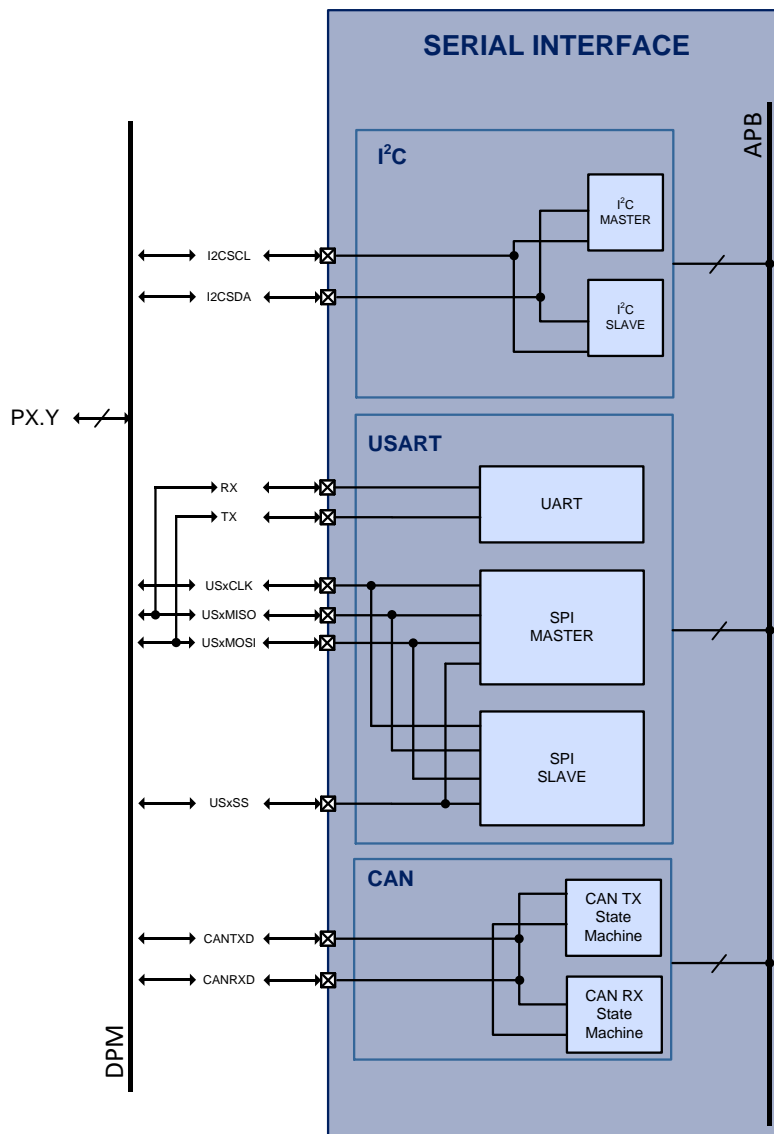 SERIAL INTERFACE
APB
I²C
I²C
MASTER
I2CSCL
I2CSDA
I²C
SLAVE
PX.Y
USART
RX
UART
TX
USxCLK
USxMISO
SPI
MASTER
USxMOSI
SPI
SLAVE
USxSS
CAN
CAN TX
State
Machine
CANTXD
CANRXD
CAN RX
State
Machine
DPM